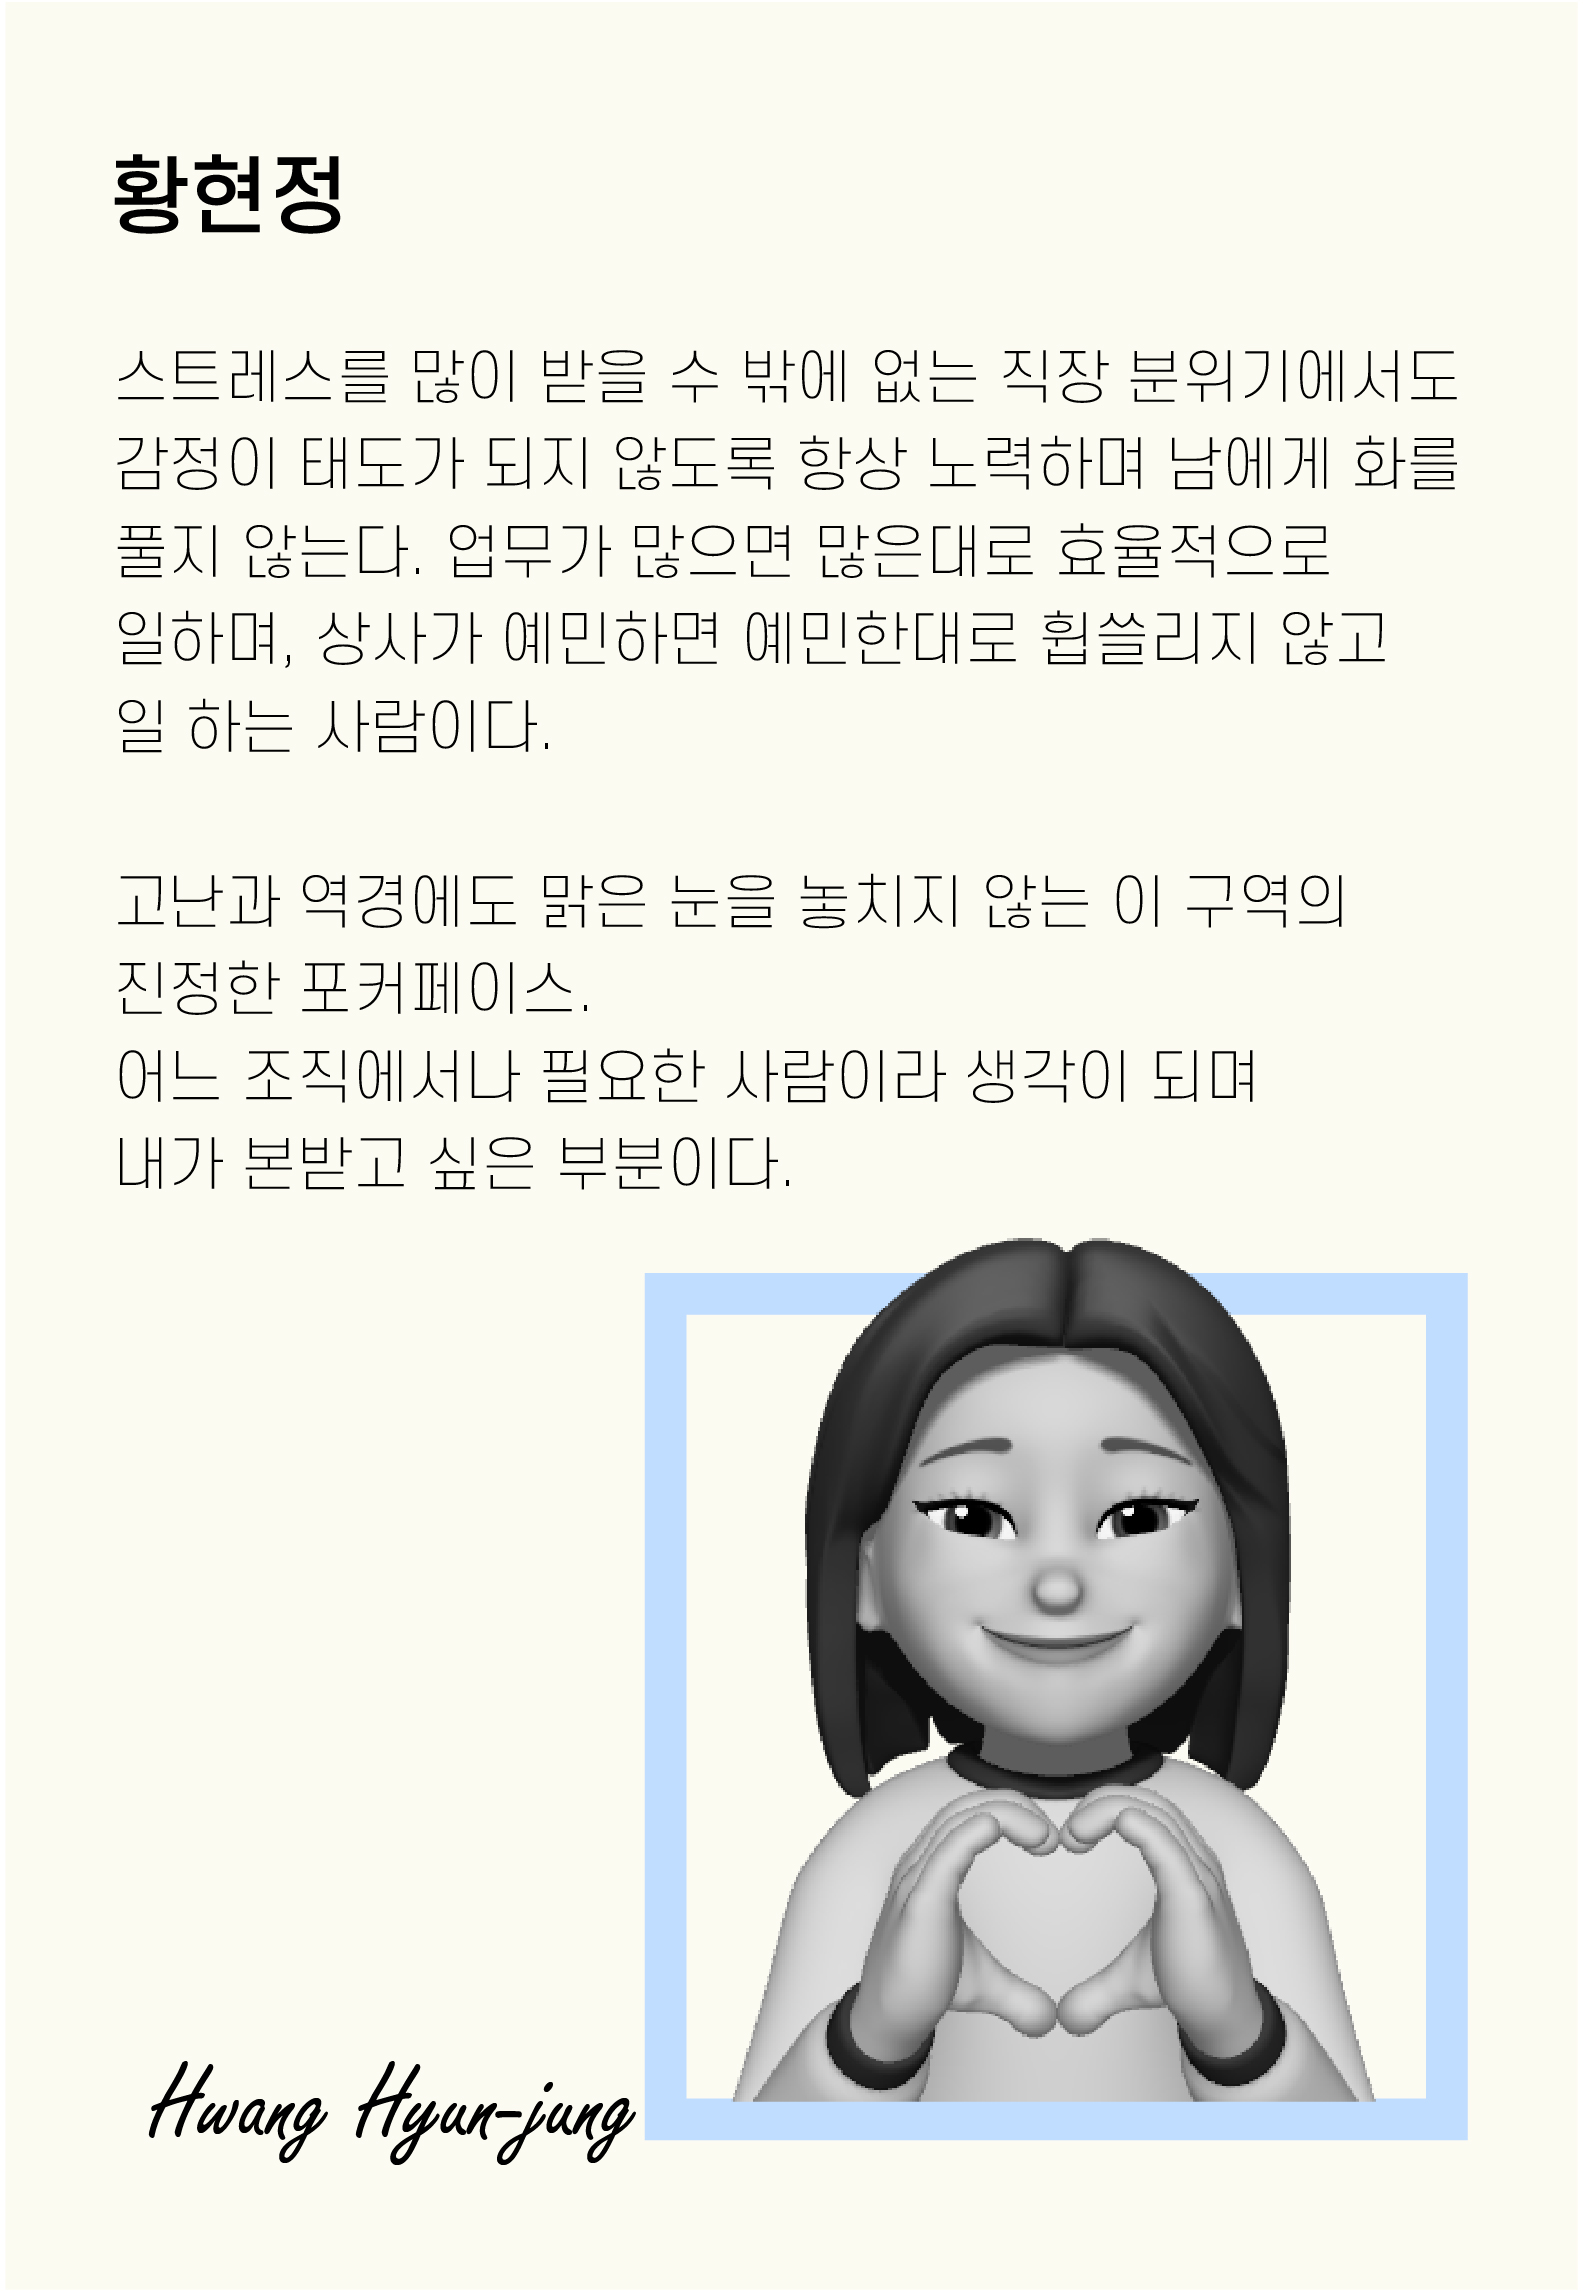 황현정
스트레스를 많이 받을 수 밖에 없는 직장 분위기에서도
감정이 태도가 되지 않도록 항상 노력하며 남에게 화를
풀지 않는다. 업무가 많으면 많은대로 효율적으로
일하며, 상사가 예민하면 예민한대로 휩쓸리지 않고
일 하는 사람이다.
고난과 역경에도 맑은 눈을 놓치지 않는 이 구역의
진정한 포커페이스.
어느 조직에서나 필요한 사람이라 생각이 되며
내가 본받고 싶은 부분이다.
Hwang Hyun-jung